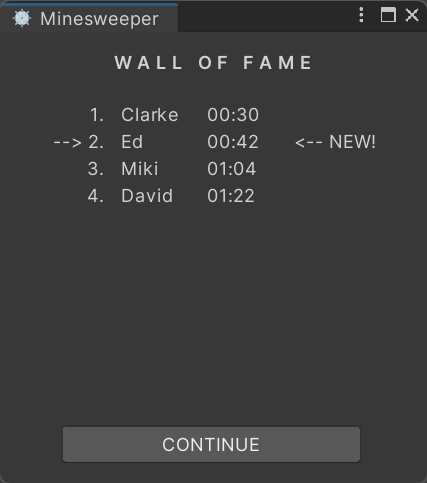 Minesweeper
WALL OF FAME
1. Clarke 00:30
--> 2. Ed 00:42 <-- NEW!
3. Miki 01:04
4. David 01:22
CONTINUE